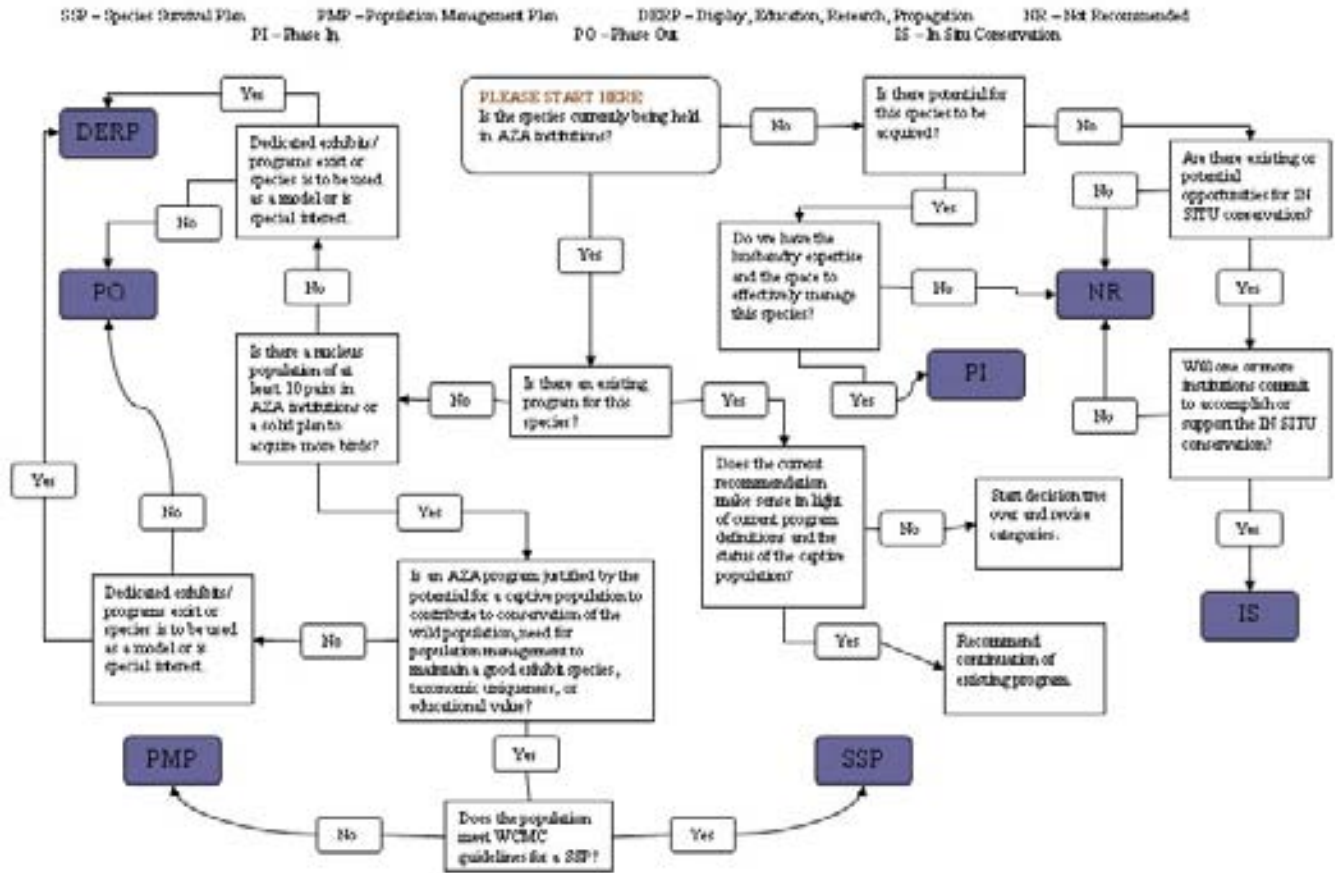 SSP – Species Survival Plan PMP – Population Management Plan DERP – Display, Education, Research, Propagation NR – Not Recommended
PI – Phase In PO – Phase Out IS – In Situ Conservation
PLEASE START HERE
Is the species currently being held
in AZA institutions?
No
Is there potential for
this species to be
acquired?
No
Are there existing or
potential
opportunities for IN
SITU conservation?
No
Yes
Yes
Do we have the
husbandry expertise
and the space to
effectively manage
this species?
No
NR
Yes
PI
Will one or more
institutions commit
to accomplish or
support the IN SITU
conservation?
No
Yes
IS
Yes
Is there an existing
program for this
species?
Yes
Does the current
recommendation
make sense in light
of current program
definitions and the
status of the captive
population?
No
Start decision tree
over and revise
categories.
Yes
Recommend
continuation of
existing program.
No
Is there a nucleus
population of at
least 10 pairs in
AZA institutions or
a solid plan to
acquire more birds?
No
Dedicated exhibits/
programs exist or
species is to be used
as a model or is
special interest.
Yes
DERP
No
PO
Yes
Is an AZA program justified by the
potential for a captive population to
contribute to conservation of the
wild population, need for
population management to
maintain a good exhibit species,
taxonomic uniqueness, or
educational value?
No
Dedicated exhibits/
programs exist or
species is to be used
as a model or is
special interest.
No
Yes
Yes
Does the population
meet WCMC
guidelines for a SSP?
No
PMP
Yes
SSP